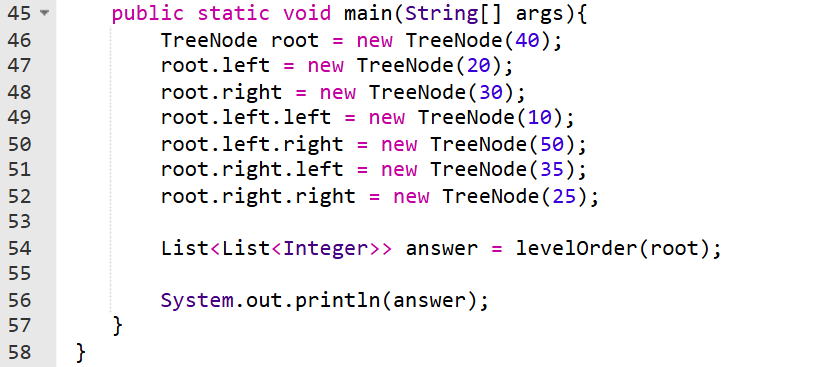 45 public static void main(String[] args){
46 TreeNode root = new TreeNode(40);
47 root.left = new TreeNode(20);
48 root.right = new TreeNode(30);
49 root.left.left = new TreeNode(10);
50 root.left.right = new TreeNode(50);
51 root.right.left = new TreeNode(35);
52 root.right.right = new TreeNode(25);
53
54 List<List<Integer>> answer = levelOrder(root);
55
56 System.out.println(answer);
57 }
58 }